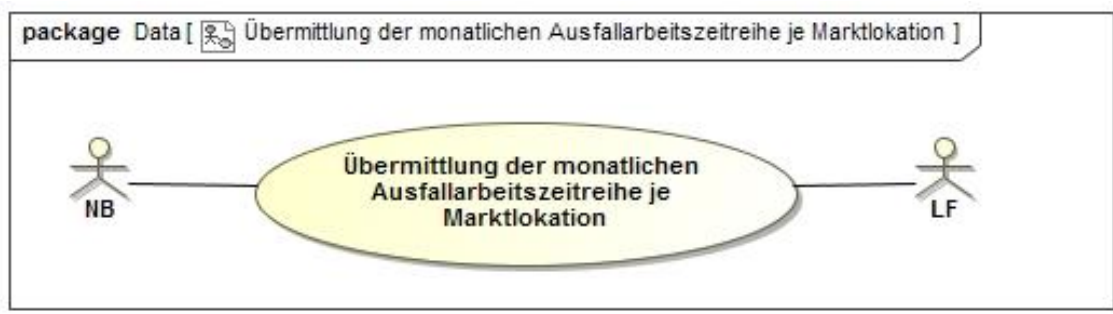 package Data [ Übermittlung der monatlichen Ausfallarbeitszeitreihe je Marktlokation ]
Übermittlung der monatlichen
Ausfallarbeitszeitreihe je
Marktlokation
NB
LF